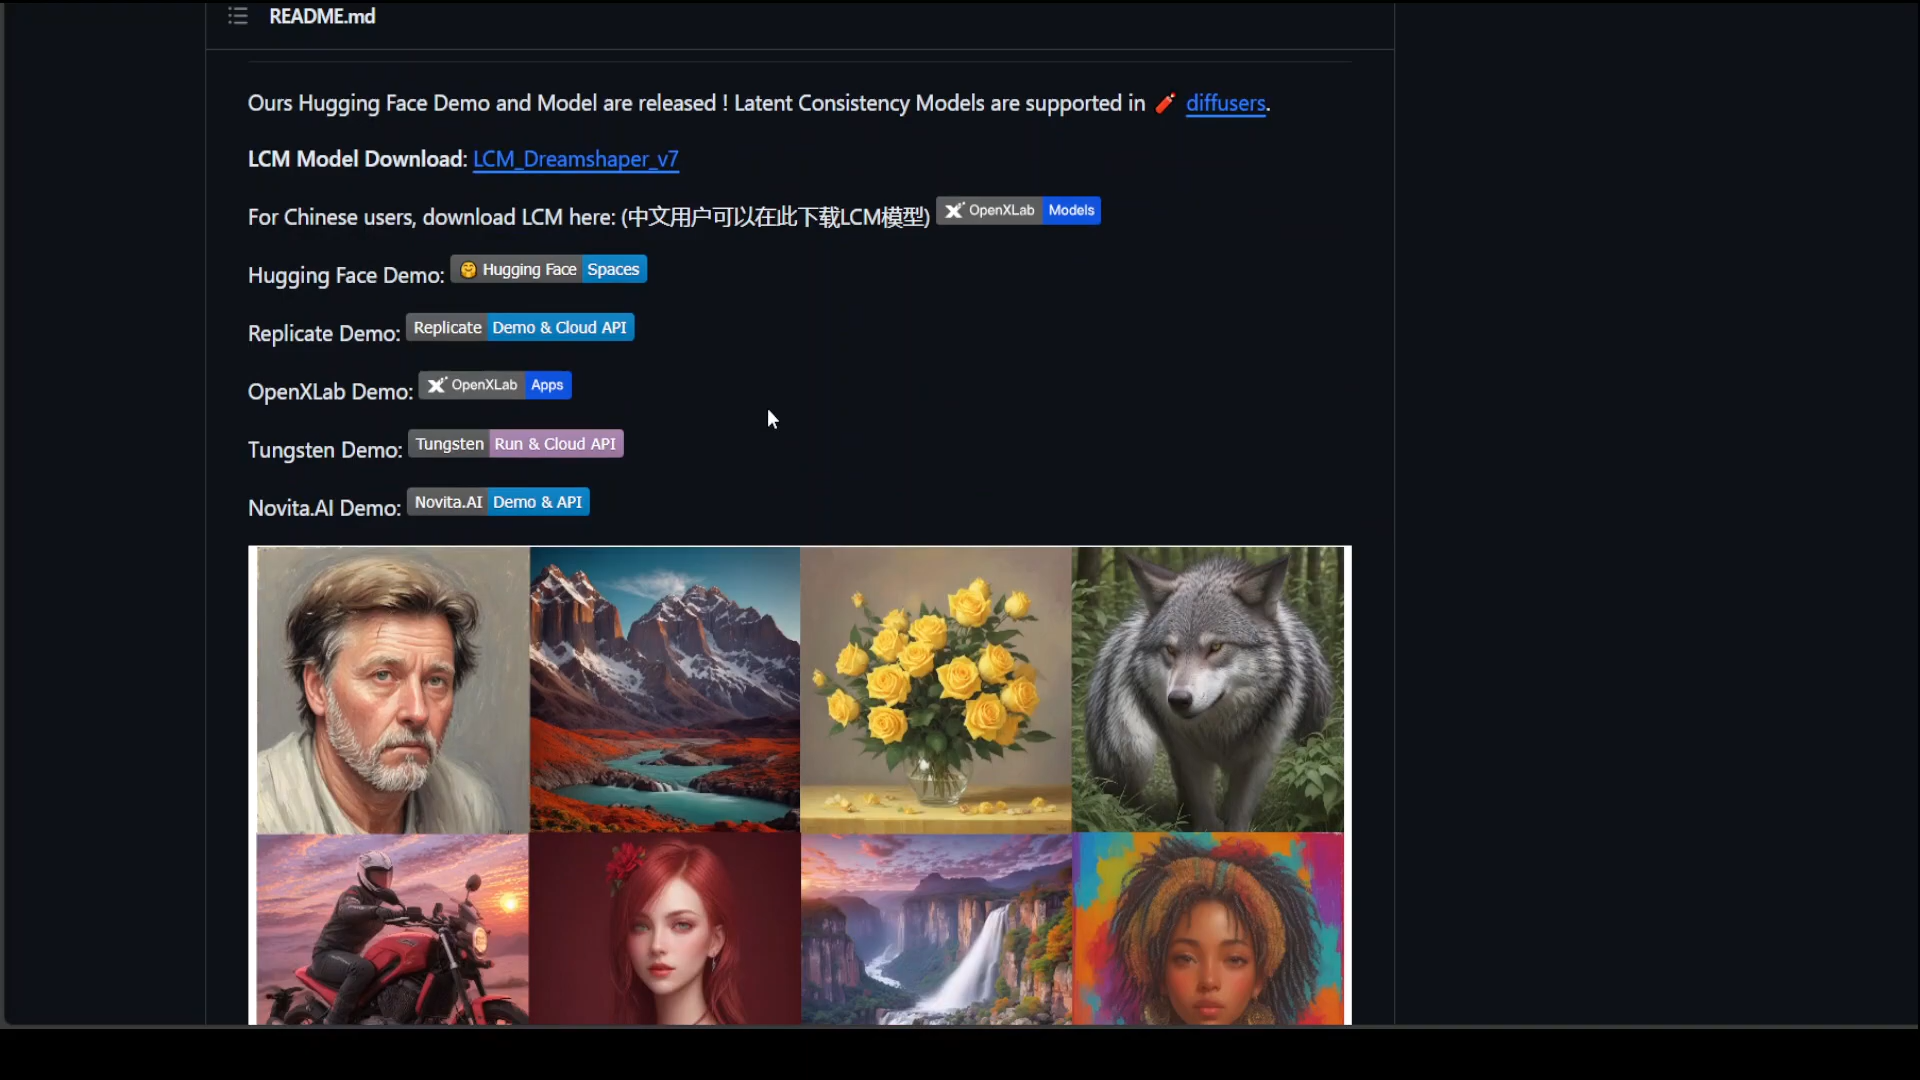 README.md
Ours Hugging Face Demo and Model are released ! Latent Consistency Models are supported in 🧨 diffusers.
LCM Model Download: LCM_Dreamshaper_v7
For Chinese users, download LCM here: (中文用户可以在此下载LCM模型) OpenXLab Models
Hugging Face Demo: 🤗 Hugging Face Spaces
Replicate Demo: Replicate Demo & Cloud API
OpenXLab Demo: OpenXLab Apps
Tungsten Demo: Tungsten Run & Cloud API
Novita.AI Demo: Novita.AI Demo & API